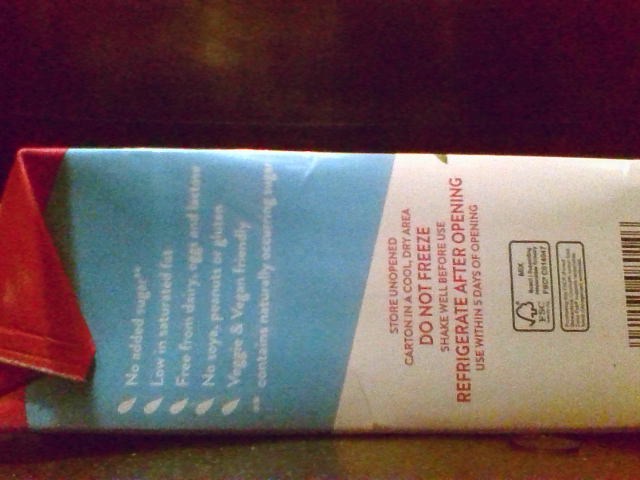 No added sugar**
Low in saturated fats
Free from dairy, eggs and lactose
No soya, peanuts or gluten
Veggie & Vegan friendly
** contains naturally occurring sugar
STORE UNOPENED
CARTON IN A COOL, DRY AREA
DO NOT FREEZE
SHAKE WELL BEFORE USE
REFRIGERATE AFTER OPENING
USE WITHIN 5 DAYS OF OPENING
FSC
MIX